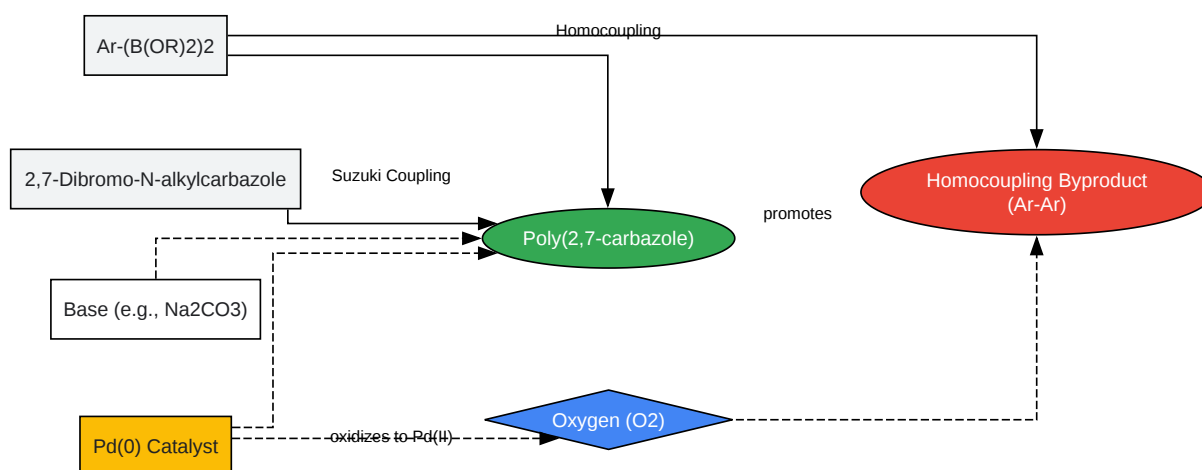 Homocoupling
Ar-(B(OR)2)2
2,7-Dibromo-N-alkylcarbazole
Suzuki Coupling
Homocoupling Byproduct
(Ar-Ar)
promotes
Poly(2,7-carbazole)
Base (e.g., Na2CO3)
Oxygen (O2)
oxidizes to Pd(II)
Pd(0) Catalyst